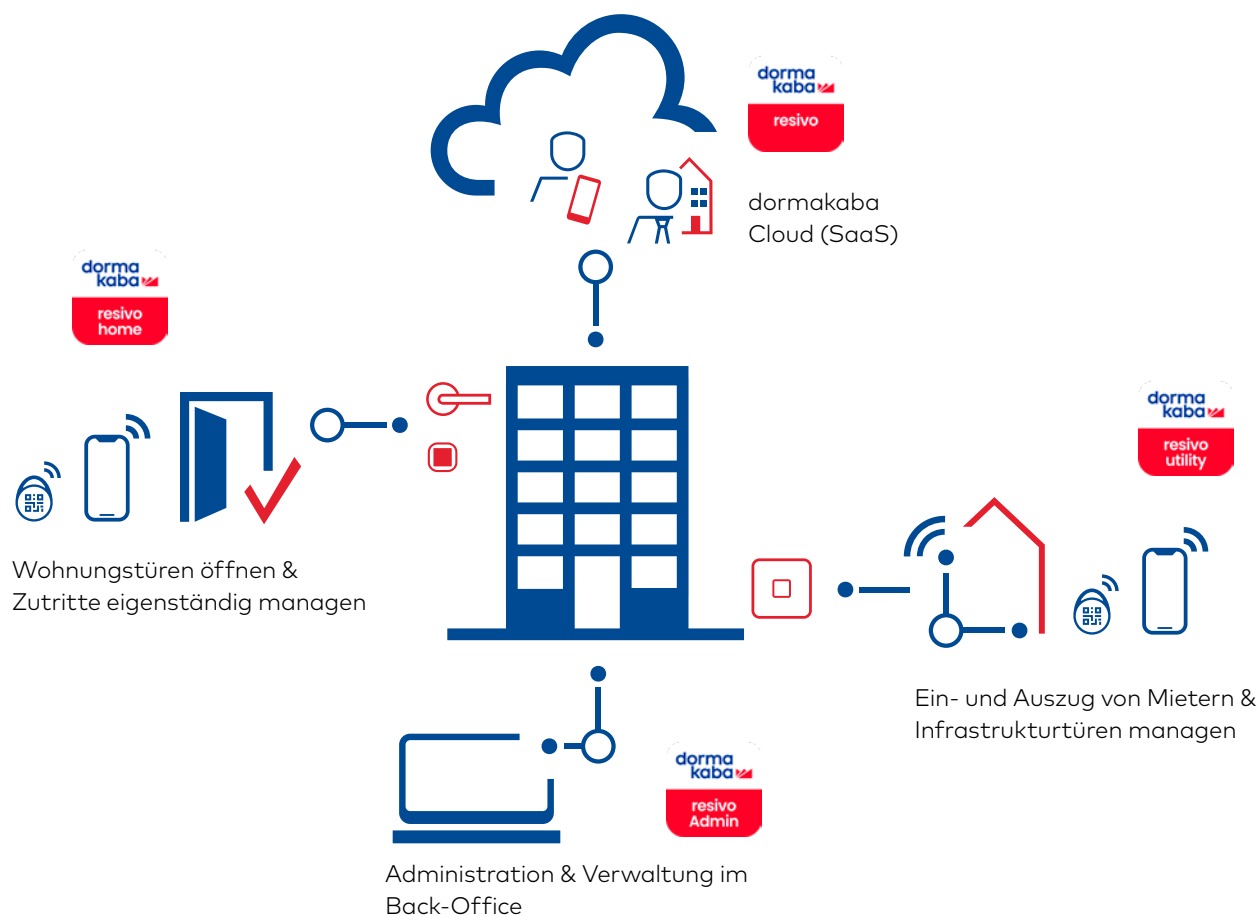 dorma
kaba
resivo
dormakaba
Cloud (SaaS)
dorma
kaba
resivo
home
Wohnungstüren öffnen &
Zutritte eigenständig managen
dorma
kaba
resivo
utility
Ein- und Auszug von Mietern &
Infrastrukturtüren managen
dorma
kaba
resivo
Admin
Administration & Verwaltung im
Back-Office